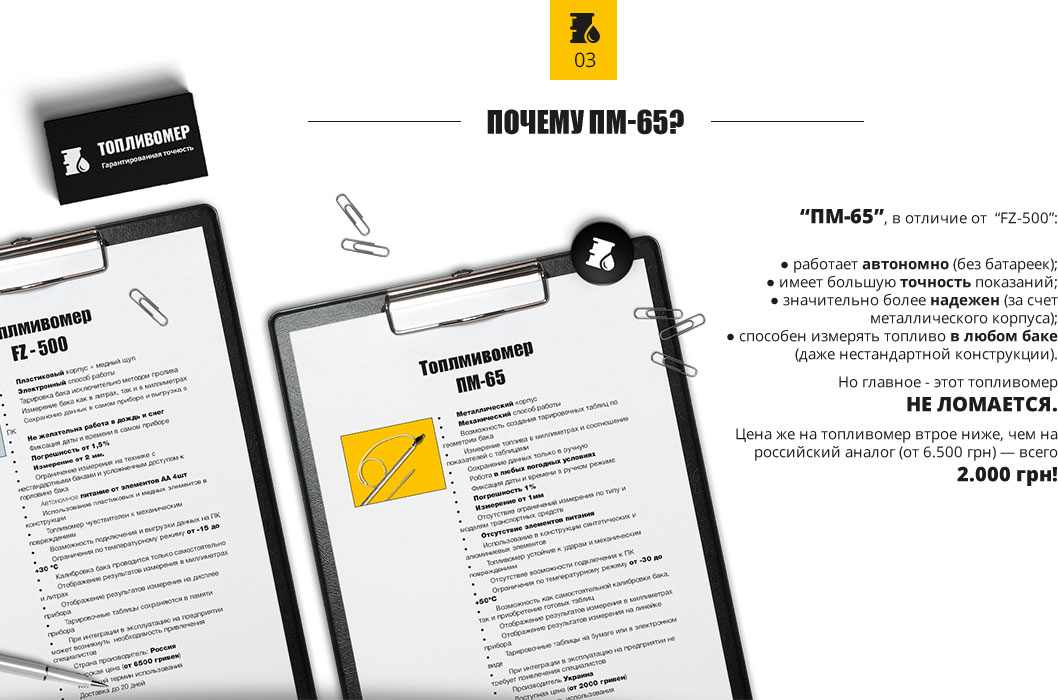 03
ПОЧЕМУ ПМ-65?
ТОПЛИВОМЕР
Гарантированная точность
“ПМ-65”, в отличие от “FZ-500”:
● работает автономно (без батареек);
● имеет большую точность показаний;
● значительно более надежен (за счет
металлического корпуса);
● способен измерять топливо в любом баке
(даже нестандартной конструкции).
Но главное - этот топливомер
НЕ ЛОМАЕТСЯ.
Цена же на топливомер втрое ниже, чем на
российский аналог (от 6.500 грн) — всего
2.000 грн!
плмивомер
FZ - 500
Пластиковый корпус + медный щуп
Электронный способ работы
Тарировка бака исключительно методом пролива
Измерение бака как в литрах, так и в миллиметрах
Сохранение данных в самом приборе и выгрузка в
ПК
Не желательна работа в дождь и снег
Фиксация даты и времени в самом приборе
Погрешность от 1,5%
Измерение от 2 мм.
Ограничение измерения на технике с
нестандартными баками и усложненным доступом к
горловине бака
Автономное питание от элементов АА 4шт
Использование пластиковых и медных элементов в
конструкции
Топливомер чувствителен к механическим
повреждениям
Возможность подключения и выгрузки данных на ПК
Ограничения по температурному режиму от -15 до
+30 °C
Калибровка бака проводится только самостоятельно
Отображение результатов измерения в миллиметрах
и литрах
Отображение результатов измерения на дисплее
прибора
Тарировочные таблицы сохраняются в памяти
прибора
При интеграции в эксплуатацию на предприятии
может возникнуть необходимость привлечения
специалистов
Страна производитель: Россия
цена (от 6500 гривен)
термин использования
Доставка до 20 дней
Топлмивомер
ПМ-65
Металлический корпус
Механический способ работы
Возможность создания тарировочных таблиц по
геометрии бака
Измерение топлива в миллиметрах и соотношения
показателей с таблицами
Сохранение данных только в ручную
Работа в любых погодных условиях
Фиксация даты и времени в ручном режиме
Погрешность 1%
Измерение от 1мм
Отсутствие ограничений измерения по типу и
моделям транспортных средств
Отсутствие элементов питания
Использование в конструкции синтетических и
алюминиевых элементов
Топливомер устойчив к ударам и механическим
повреждениям
Отсутствие возможности подключения к ПК
Ограничения по температурному режиму от -30 до
+50°C
Возможность как самостоятельной калибровки бака,
так и приобретение готовых таблиц
Отображение результатов измерения в миллиметрах
Отображение результатов измерения на линейке
прибора
Тарировочные таблицы на бумаге или в электронном
виде
При интеграции в эксплуатацию на предприятии не
требует привлечения специалистов
Производитель Украина
Доступная цена (от 2000 гривен)
использования